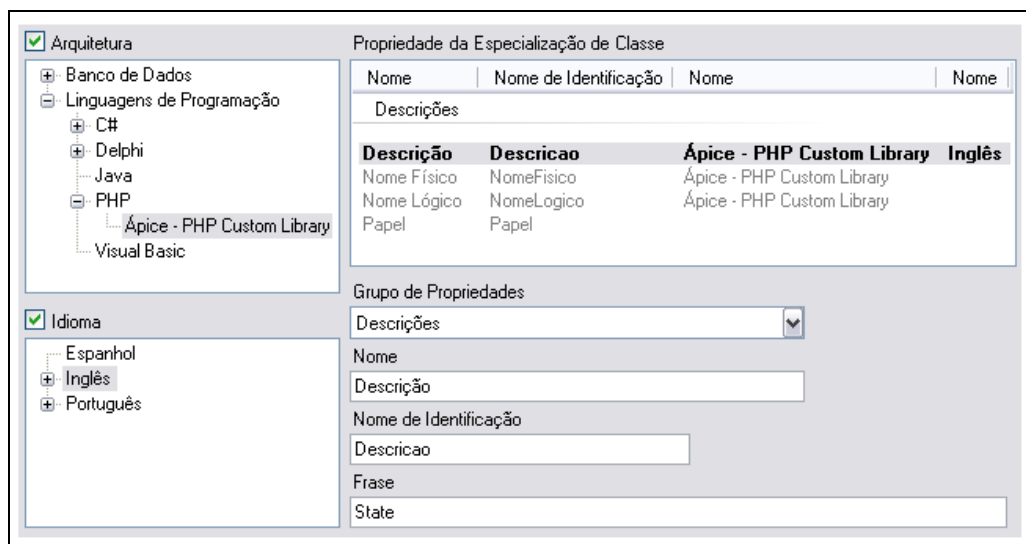 Arquitetura
Banco de Dados
Linguagens de Programação
C#
Delphi
Java
PHP
Ápice - PHP Custom Library
Visual Basic
Idioma
Espanhol
Inglês
Português
Propriedade da Especialização de Classe
Nome Nome de Identificação Nome Nome
Descrições
Descrição Descricao Ápice - PHP Custom Library Inglês
Nome Físico NomeFisico Ápice - PHP Custom Library
Nome Lógico NomeLogico Ápice - PHP Custom Library
Papel Papel
Grupo de Propriedades
Descrições
Nome
Descrição
Nome de Identificação
Descricao
Frase
State